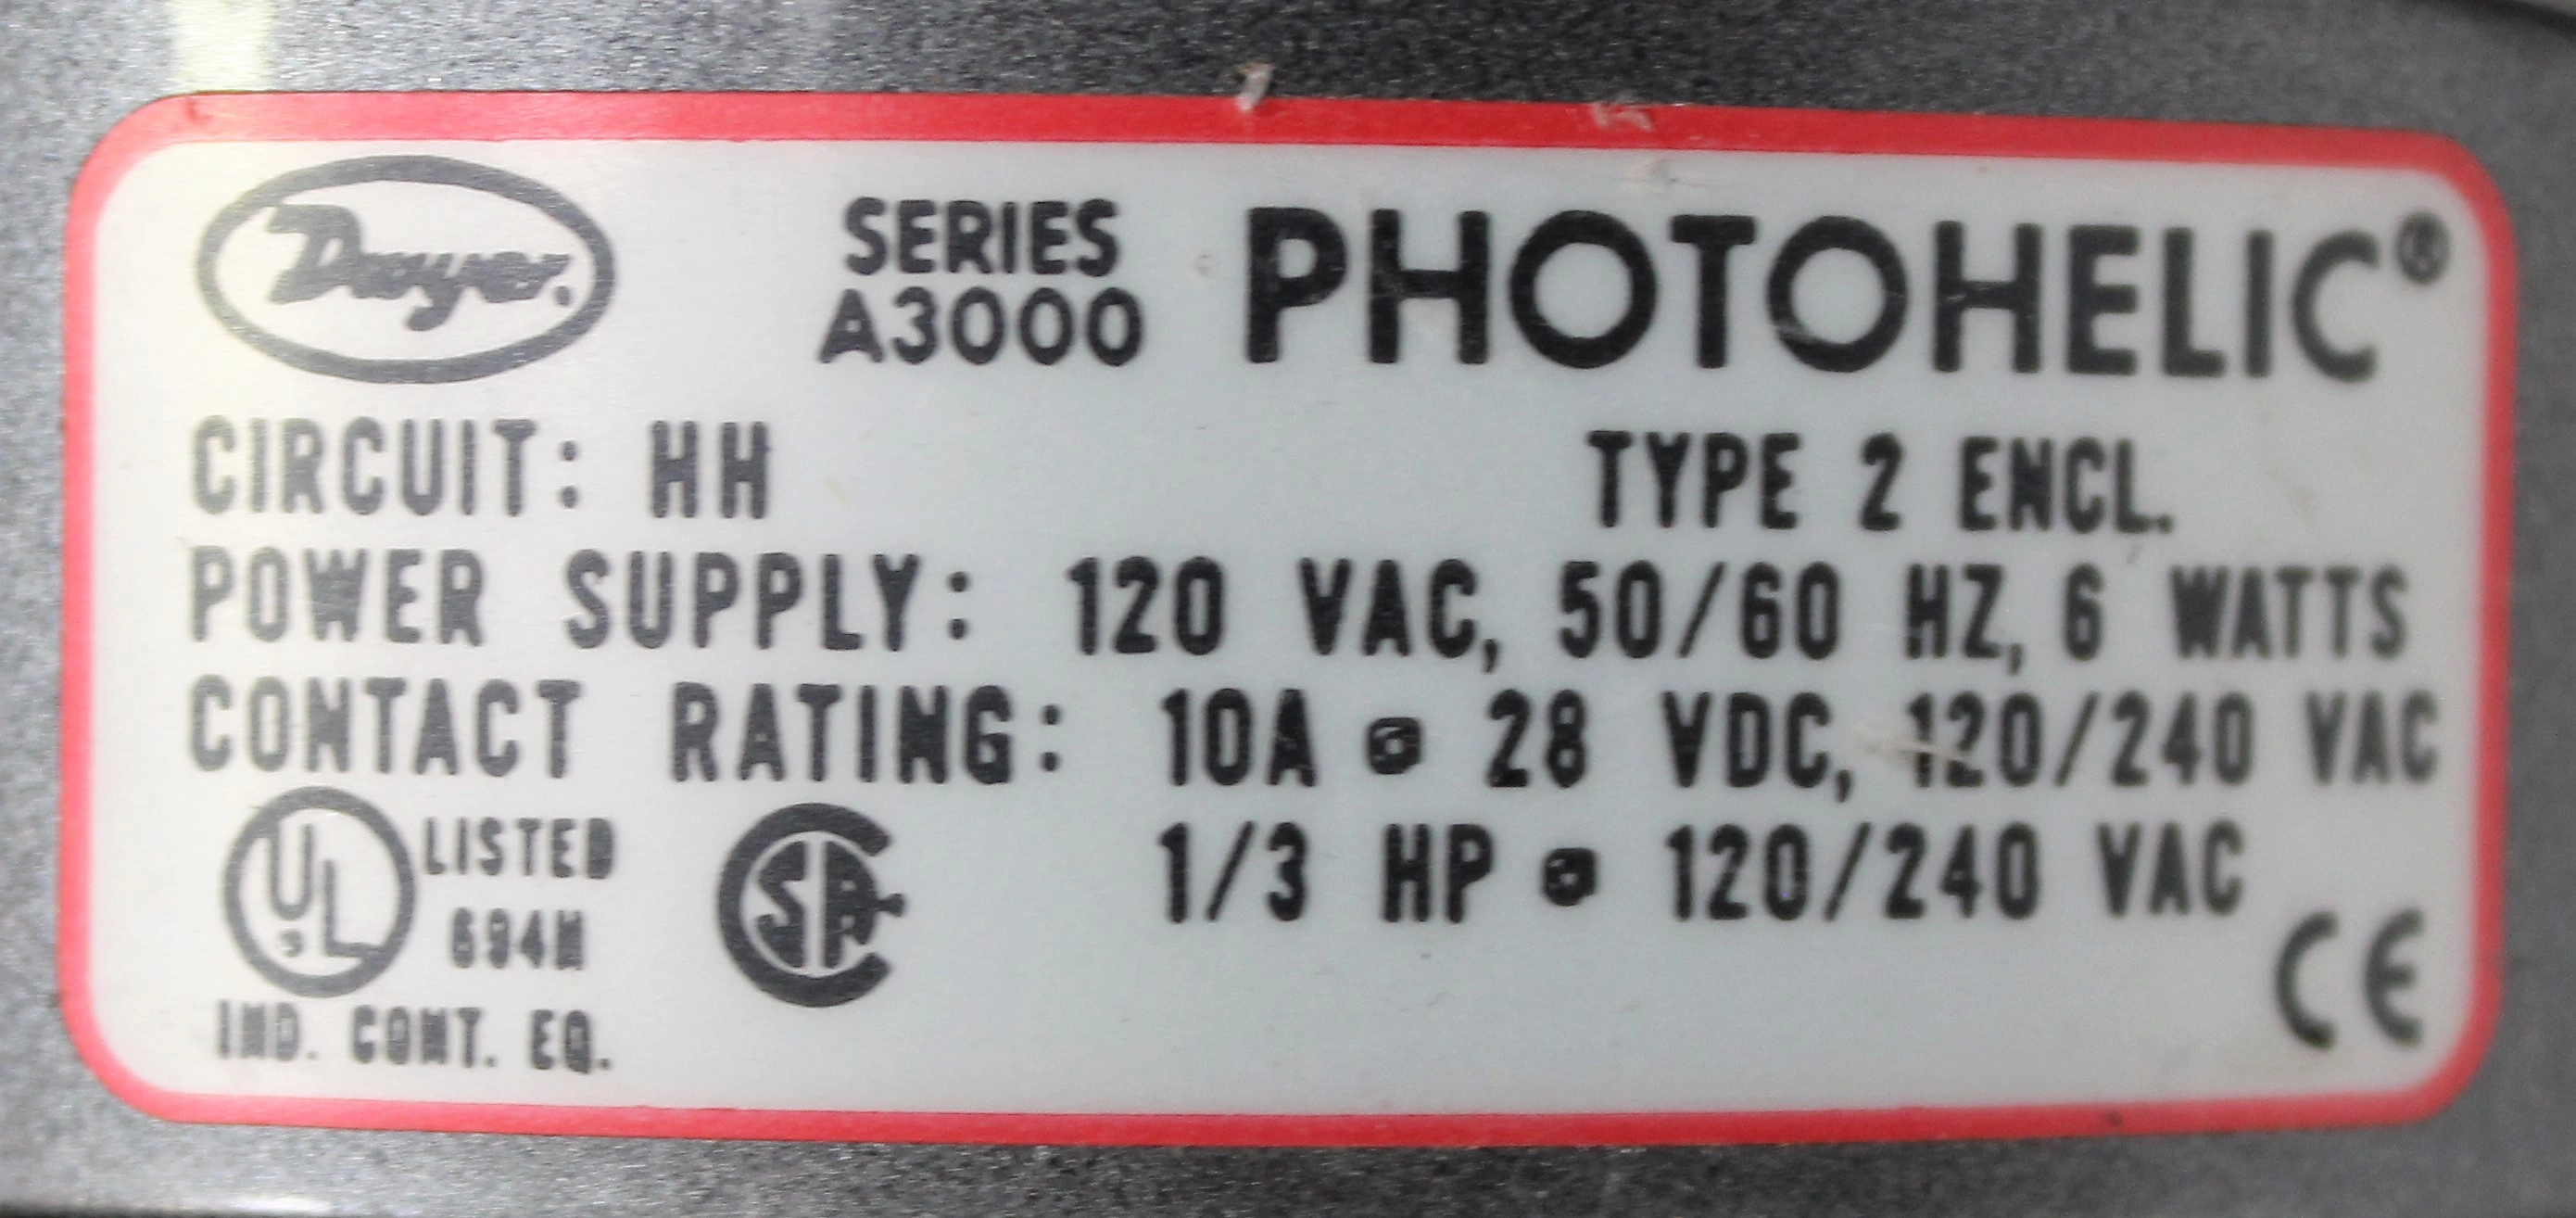 Dwyer.
SERIES
A3000
PHOTOHELIC®
CIRCUIT: HH
TYPE 2 ENCL.
POWER SUPPLY: 120 VAC, 50/60 HZ, 6 WATTS
CONTACT RATING: 10A @ 28 VDC, 120/240 VAC
1/3 HP @ 120/240 VAC
UL LISTED
694M
IND. CONT. EQ.
SA
CE